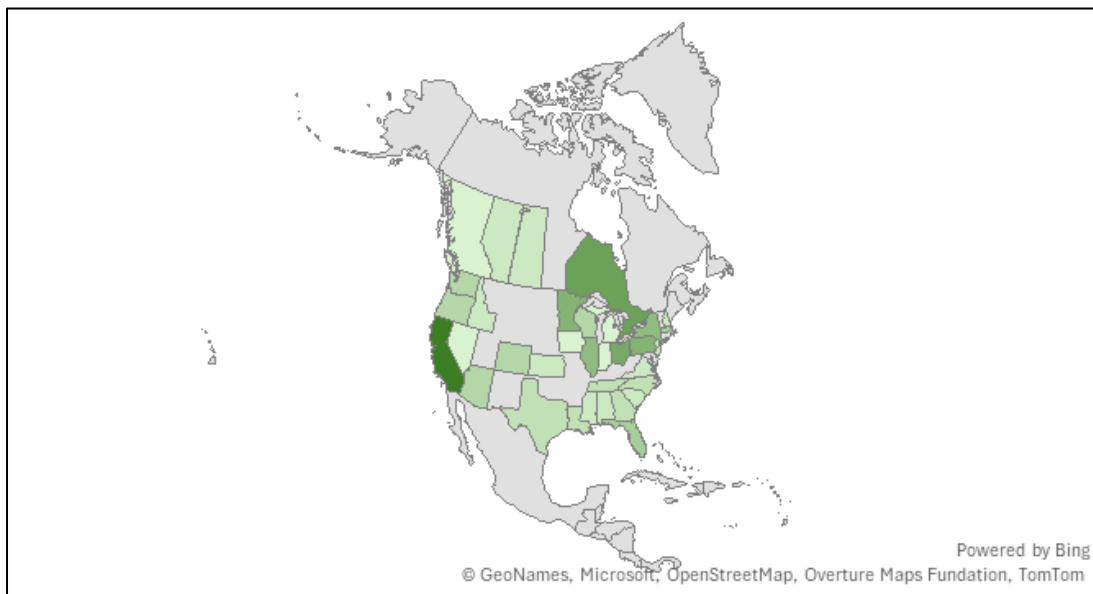 Powered by Bing
© GeoNames, Microsoft, OpenStreetMap, Overture Maps Fundation, TomTom